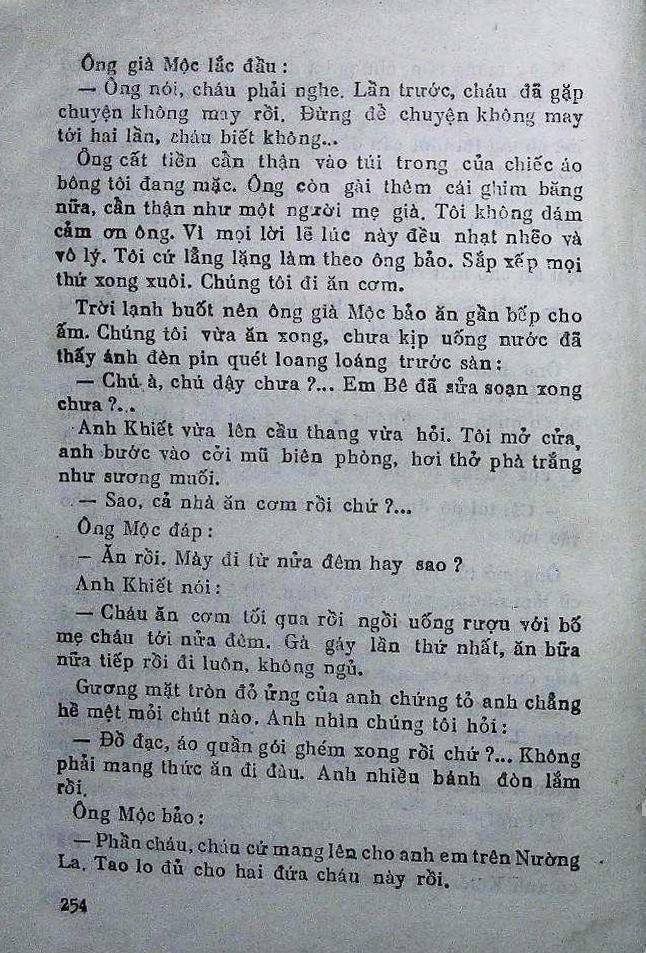 Ông già Mộc lắc đầu :
— Ông nói, cháu phải nghe. Lần trước, cháu đã gặp
chuyện không may rồi. Đừng để chuyện không may
tới hai lần, cháu biết không...
Ông cất tiền cẩn thận vào túi trong của chiếc áo
bông tôi đang mặc. Ông còn gài thêm cái ghim băng
nữa, cẩn thận như một người mẹ già. Tôi không dám
cảm ơn ông. Vì mọi lời lẽ lúc này đều nhạt nhẽo và
vô lý. Tôi cứ lẳng lặng làm theo ông bảo. Sắp xếp mọi
thứ xong xuôi. Chúng tôi đi ăn cơm.
Trời lạnh buốt nên ông già Mộc bảo ăn gần bếp cho
ấm. Chúng tôi vừa ăn xong, chưa kịp uống nước đã
thấy ánh đèn pin quét loang loáng trước sàn :
— Chú à, chú dậy chưa ?... Em Bê đã sửa soạn xong
chưa ?...
Anh Khiết vừa lên cầu thang vừa hỏi. Tôi mở cửa,
anh bước vào cởi mũ biên phòng, hơi thở phà trắng
như sương muối.
— Sao, cả nhà ăn cơm rồi chứ ?...
Ông Mộc đáp :
— Ăn rồi. Mày đi từ nửa đêm hay sao ?
Anh Khiết nói :
— Cháu ăn cơm tối qua rồi ngồi uống rượu với bố
mẹ cháu tới nửa đêm. Gà gáy lần thứ nhất, ăn bữa
nữa tiếp rồi đi luôn, không ngủ.
Gương mặt tròn đỏ ửng của anh chứng tỏ anh chẳng
hề mệt mỏi chút nào. Anh nhìn chúng tôi hỏi :
— Đồ đạc, áo quần gói ghém xong rồi chứ ?... Không
phải mang thức ăn đi đâu. Anh nhiều bánh đòn lắm
rồi.
Ông Mộc bảo :
— Phần cháu, cháu cứ mang lên cho anh em trên Nường
La. Tao lo đủ cho hai đứa cháu này rồi.
254